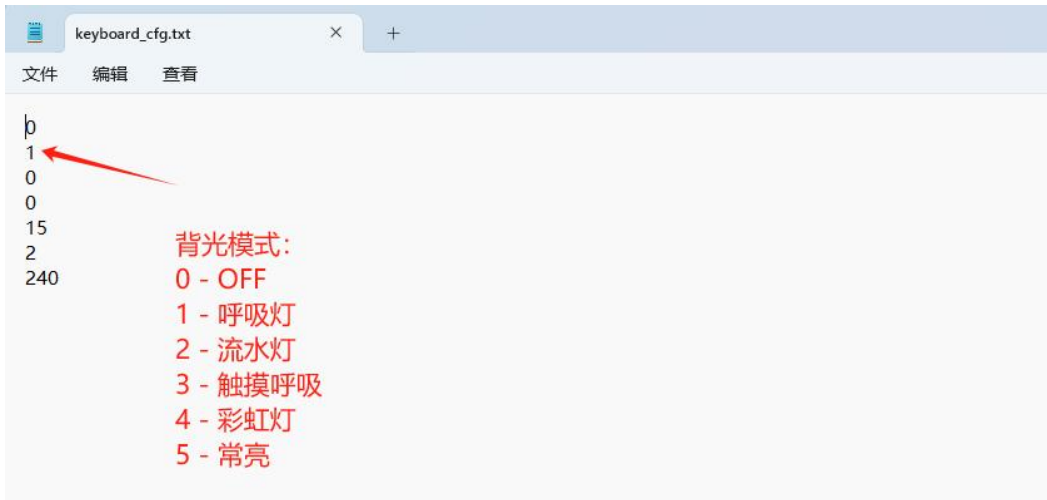 keyboard_cfg.txt
文件 编辑 查看
0
1
0
0
15
2
240
背光模式：
0 - OFF
1 - 呼吸灯
2 - 流水灯
3 - 触摸呼吸
4 - 彩虹灯
5 - 常亮